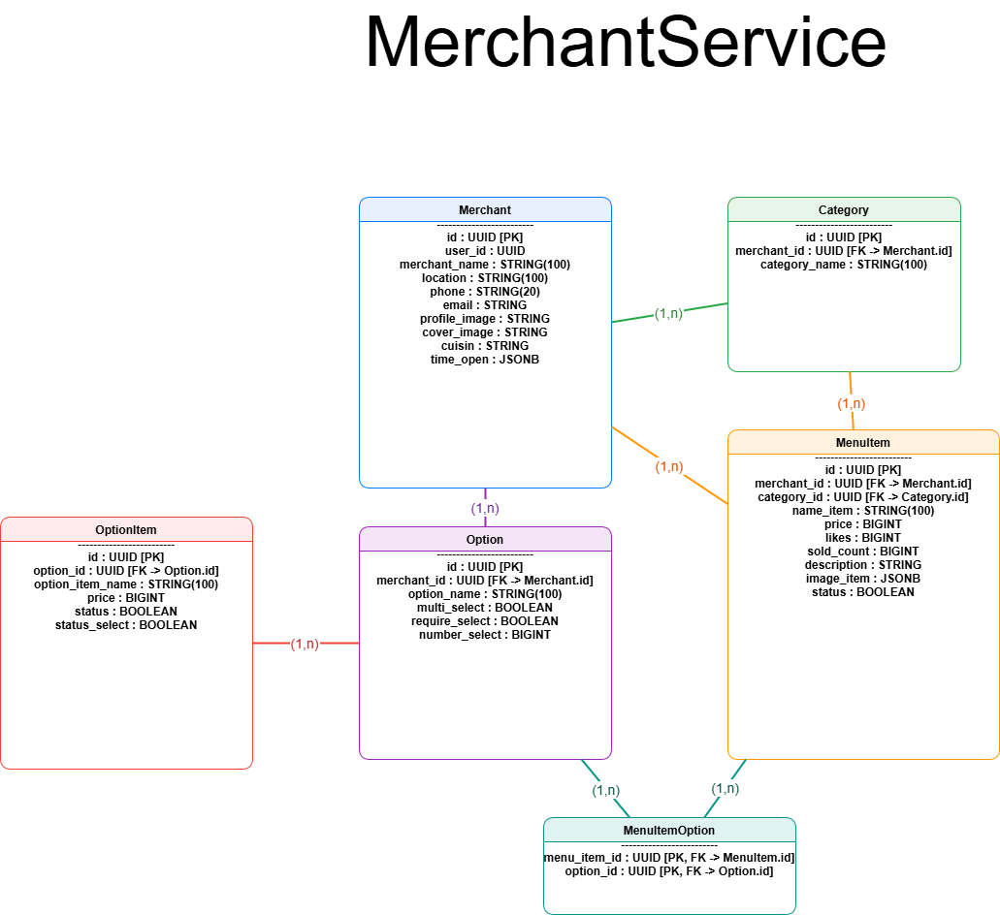 MerchantService
Merchant
-------------------------
id : UUID [PK]
user_id : UUID
merchant_name : STRING(100)
location : STRING(100)
phone : STRING(20)
email : STRING
profile_image : STRING
cover_image : STRING
cuisin : STRING
time_open : JSONB
Category
-------------------------
id : UUID [PK]
merchant_id : UUID [FK -> Merchant.id]
category_name : STRING(100)
(1,n)
(1,n)
(1,n)
MenuItem
-------------------------
id : UUID [PK]
merchant_id : UUID [FK -> Merchant.id]
category_id : UUID [FK -> Category.id]
name_item : STRING(100)
price : BIGINT
likes : BIGINT
sold_count : BIGINT
description : STRING
image_item : JSONB
status : BOOLEAN
(1,n)
OptionItem
-------------------------
id : UUID [PK]
option_id : UUID [FK -> Option.id]
option_item_name : STRING(100)
price : BIGINT
status : BOOLEAN
status_select : BOOLEAN
(1,n)
Option
-------------------------
id : UUID [PK]
merchant_id : UUID [FK -> Merchant.id]
option_name : STRING(100)
multi_select : BOOLEAN
require_select : BOOLEAN
number_select : BIGINT
(1,n)
(1,n)
MenuItemOption
-------------------------
menu_item_id : UUID [PK, FK -> MenuItem.id]
option_id : UUID [PK, FK -> Option.id]